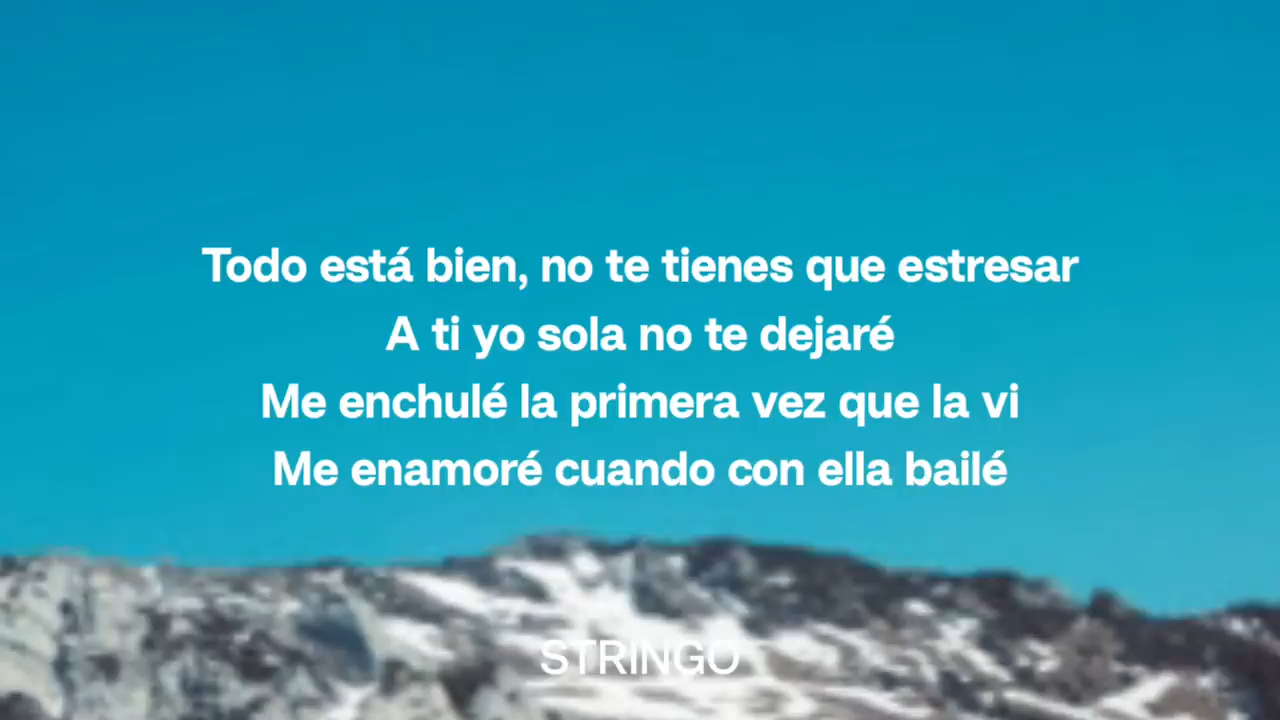 Todo está bien, no te tienes que estresar
A ti yo sola no te dejaré
Me enchulé la primera vez que la vi
Me enamoré cuando con ella bailé
STRINGO